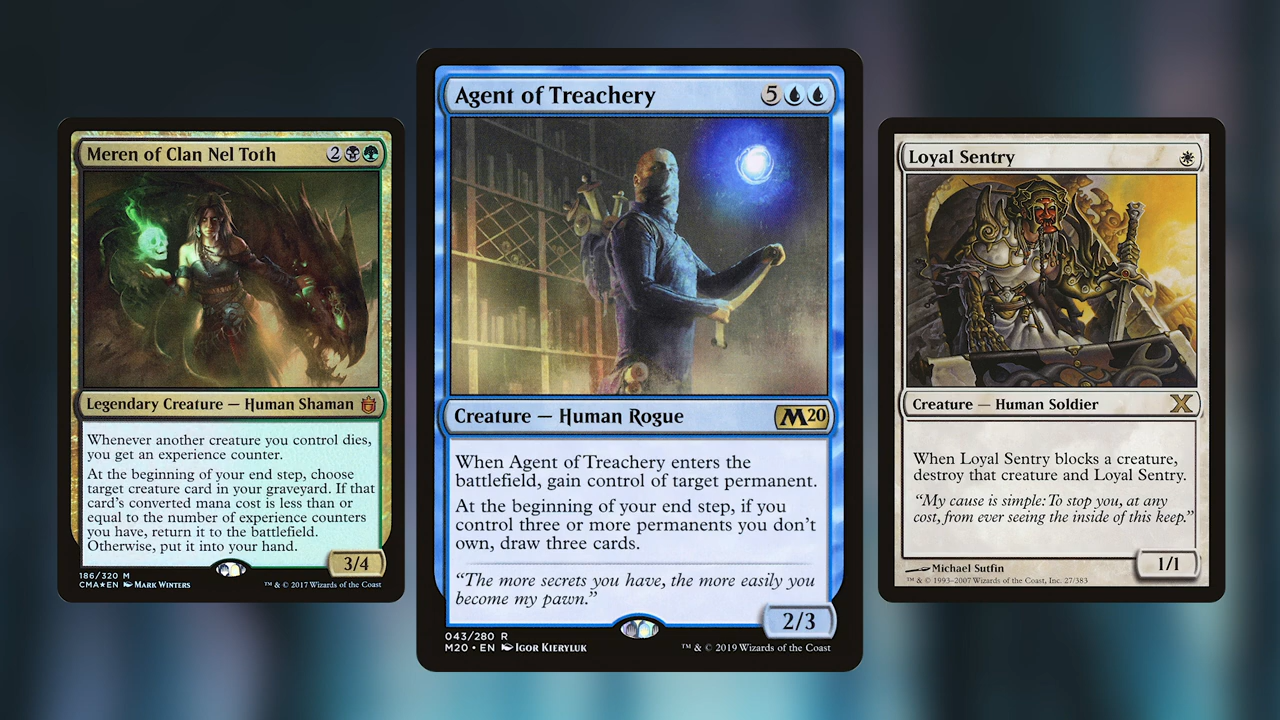 Meren of Clan Nel Toth 2
Legendary Creature — Human Shaman
Whenever another creature you control dies,
you get an experience counter.
At the beginning of your end step, choose
target creature card in your graveyard. If that
card's converted mana cost is less than or
equal to the number of experience counters
you have, return it to the battlefield.
Otherwise, put it into your hand.
3/4
186/320 M
CMA★EN Mark Winters
™ & © 2017 Wizards of the Coast
Agent of Treachery 5
Creature — Human Rogue M20
When Agent of Treachery enters the
battlefield, gain control of target permanent.
At the beginning of your end step, if you
control three or more permanents you don't
own, draw three cards.
“The more secrets you have, the more easily you
become my pawn.”
2/3
043/280 R
M20 • EN Igor Kieryluk
™ & © 2019 Wizards of the Coast
Loyal Sentry
Creature — Human Soldier X
When Loyal Sentry blocks a creature,
destroy that creature and Loyal Sentry.
“My cause is simple: To stop you, at any
cost, from ever seeing the inside of this keep.”
1/1
Michael Sutfin
™ & © 1993–2007 Wizards of the Coast, Inc. 27/383